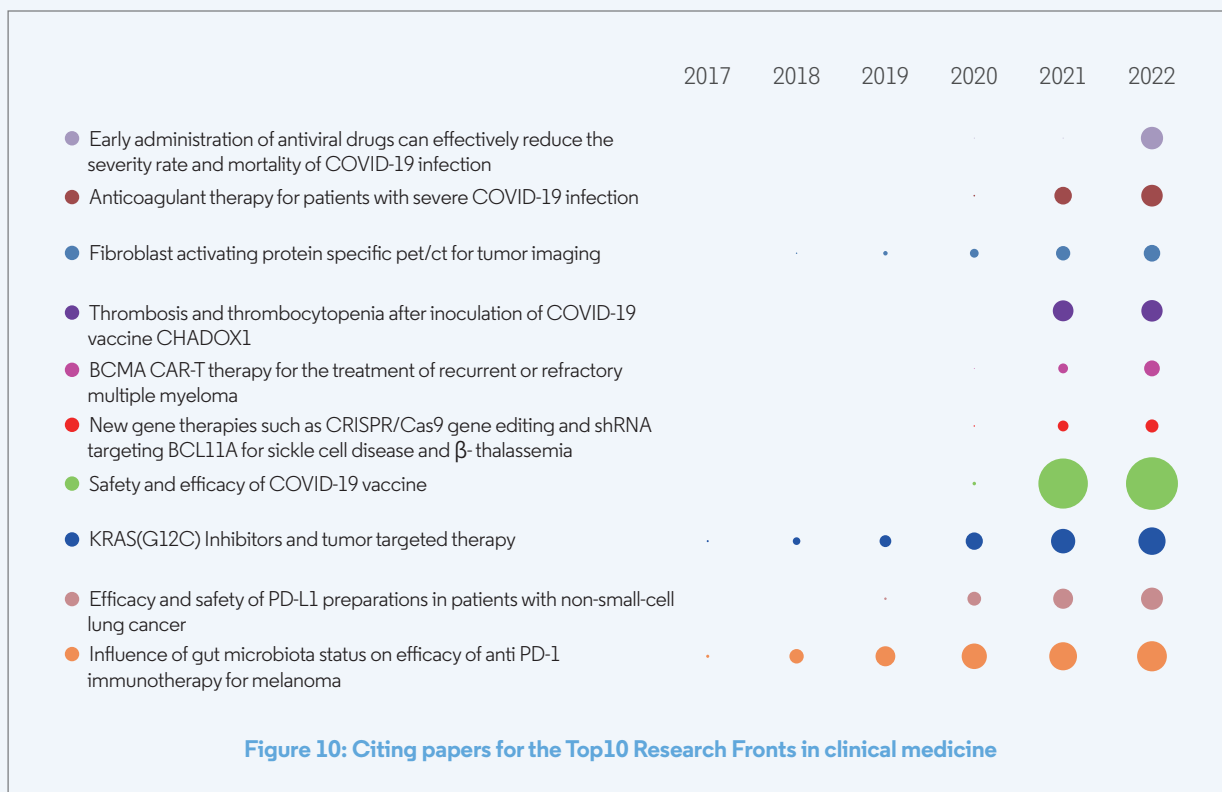 2017 2018 2019 2020 2021 2022
Early administration of antiviral drugs can effectively reduce the
severity rate and mortality of COVID-19 infection
Anticoagulant therapy for patients with severe COVID-19 infection
Fibroblast activating protein specific pet/ct for tumor imaging
Thrombosis and thrombocytopenia after inoculation of COVID-19
vaccine CHADOX1
BCMA CAR-T therapy for the treatment of recurrent or refractory
multiple myeloma
New gene therapies such as CRISPR/Cas9 gene editing and shRNA
targeting BCL11A for sickle cell disease and β- thalassemia
Safety and efficacy of COVID-19 vaccine
KRAS(G12C) Inhibitors and tumor targeted therapy
Efficacy and safety of PD-L1 preparations in patients with non-small-cell
lung cancer
Influence of gut microbiota status on efficacy of anti PD-1
immunotherapy for melanoma
Figure 10: Citing papers for the Top10 Research Fronts in clinical medicine